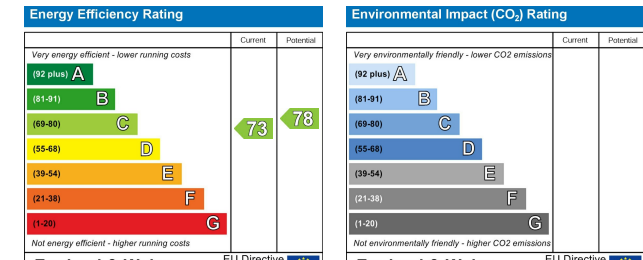 Energy Efficiency Rating
Current Potential
Very energy efficient - lower running costs
(92 plus) A
(81-91) B
(69-80) C
(55-68) D
(39-54) E
(21-38) F
(1-20) G
73
78
Not energy efficient - higher running costs
EU Directive
Environmental Impact (CO₂) Rating
Current Potential
Very environmentally friendly - lower CO2 emissions
(92 plus) A
(81-91) B
(69-80) C
(55-68) D
(39-54) E
(21-38) F
(1-20) G
Not environmentally friendly - higher CO2 emissions
EU Directive